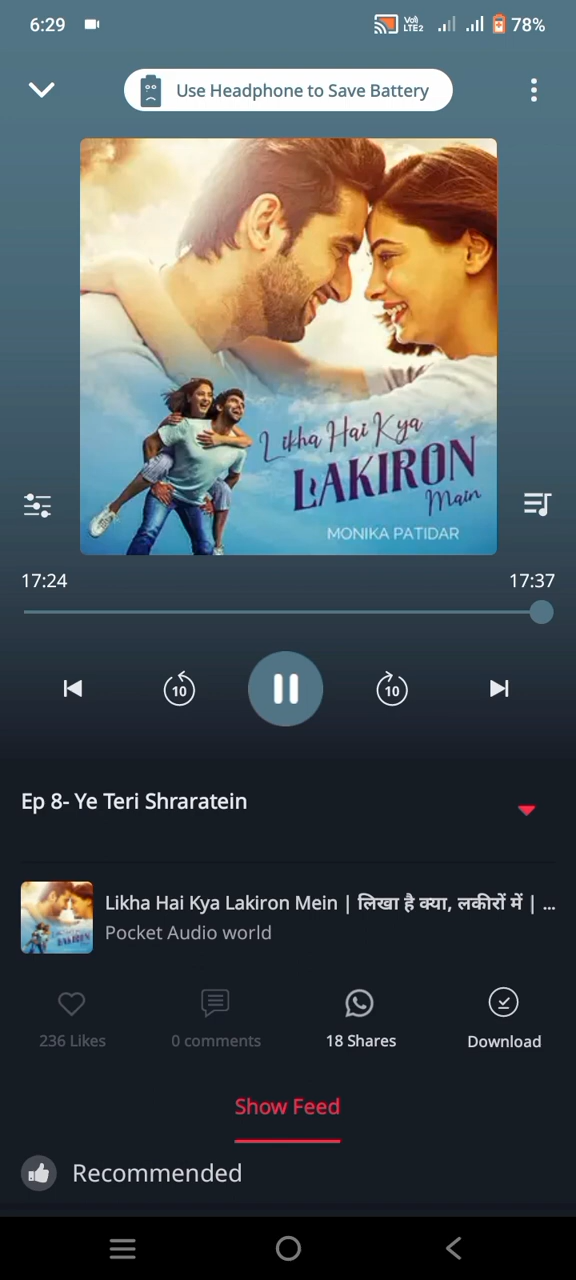 6:29
Vo)) LTE2
78%
Use Headphone to Save Battery
Likha Hai Kya
LAKIRON
Main
MONIKA PATIDAR
17:24
17:37
10
10
Ep 8- Ye Teri Shraratein
Likha Hai Kya Lakiron Mein | लिखा है क्या, लकीरों में | ...
Pocket Audio world
236 Likes
0 comments
18 Shares
Download
Show Feed
Recommended